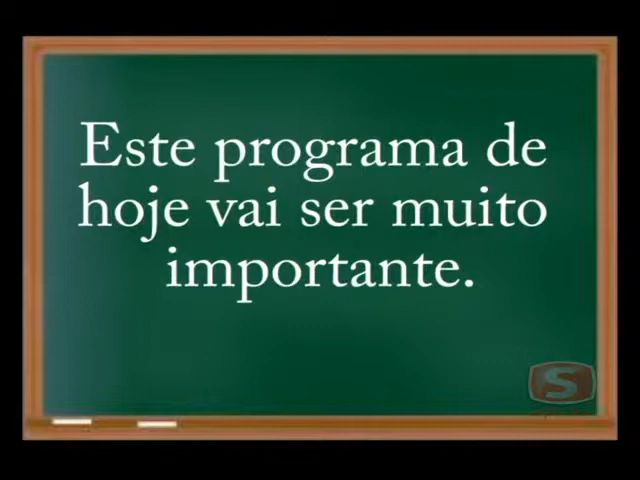 Este programa de
hoje vai ser muito
importante.
S